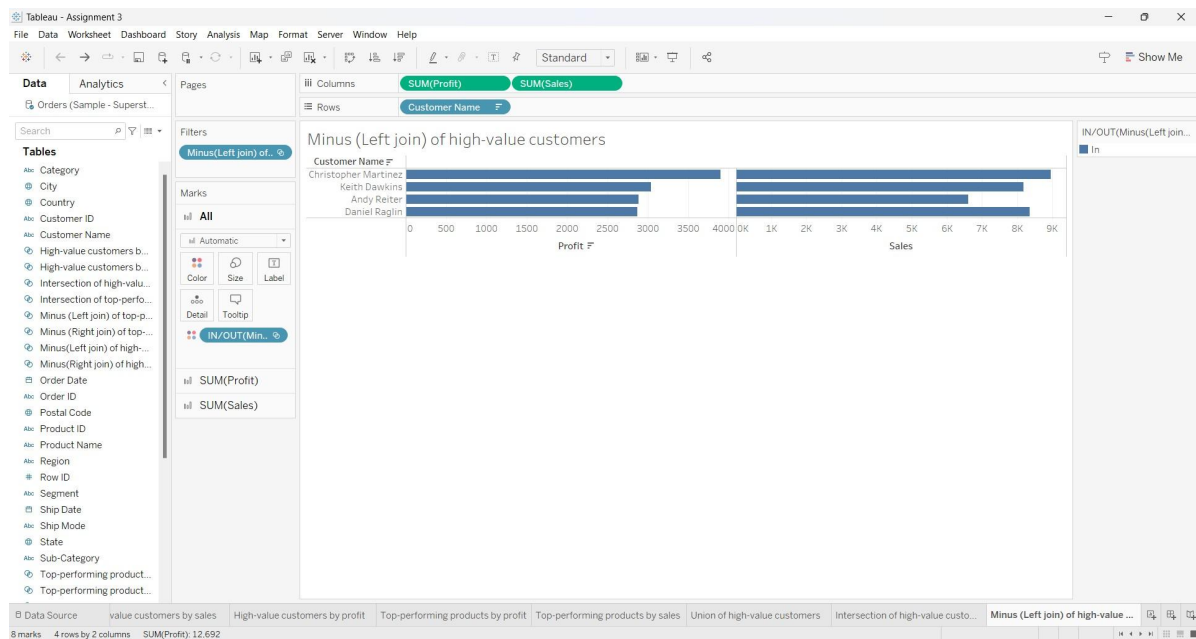 Tableau - Assignment 3
File Data Worksheet Dashboard Story Analysis Map Format Server Window Help
Standard
Show Me
Data Analytics
Pages
iii Columns SUM(Profit) SUM(Sales)
Orders (Sample - Superst...
Rows Customer Name
Search
Filters
Minus(Left join) of..
Minus (Left join) of high-value customers
IN/OUT(Minus(Left join...
In
Tables
Abc Category
City
Country
Abc Customer ID
Abc Customer Name
High-value customers b...
High-value customers b...
Intersection of high-valu...
Intersection of top-perfo...
Minus (Left join) of top-p...
Minus (Right join) of top-...
Minus(Left join) of high-...
Minus(Right join) of high...
Order Date
Abc Order ID
Postal Code
Abc Product ID
Abc Product Name
Abc Region
# Row ID
Abc Segment
Ship Date
Abc Ship Mode
State
Abc Sub-Category
Top-performing product...
Top-performing product...
Marks
All
Automatic
Color Size Label
Detail Tooltip
IN/OUT(Min..
SUM(Profit)
SUM(Sales)
Customer Name
Christopher Martinez
Keith Dawkins
Andy Reiter
Daniel Raglin
0 500 1000 1500 2000 2500 3000 3500 4000 0K 1K 2K 3K 4K 5K 6K 7K 8K 9K
Profit Sales
Data Source value customers by sales High-value customers by profit Top-performing products by profit Top-performing products by sales Union of high-value customers Intersection of high-value custo... Minus (Left join) of high-value ...
8 marks 4 rows by 2 columns SUM(Profit): 12,692